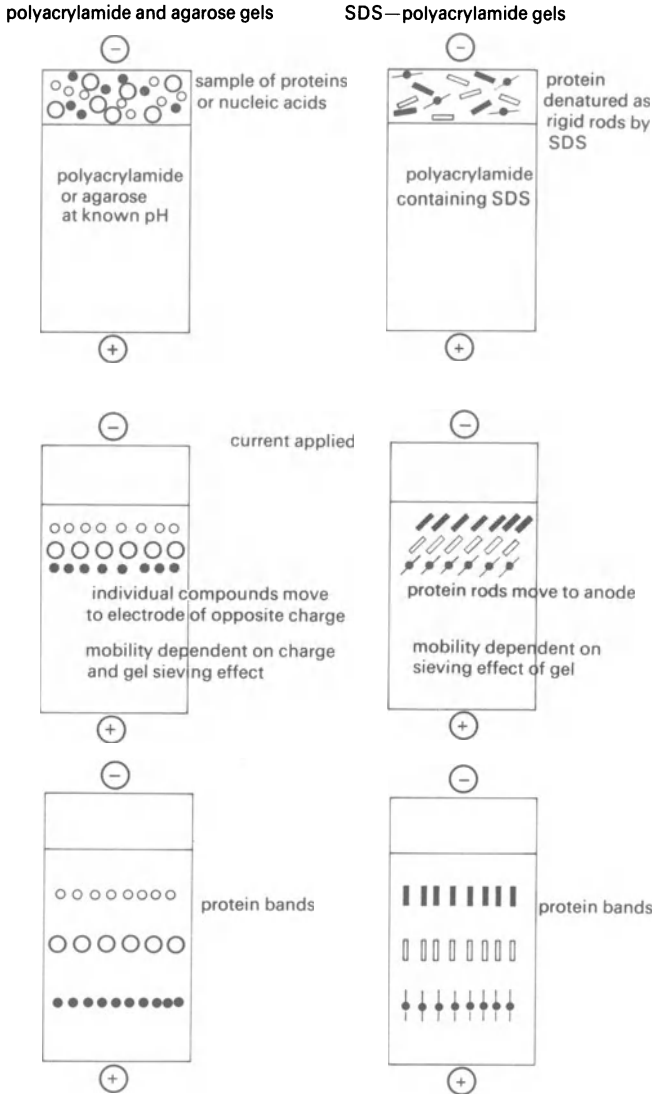 polyacrylamide and agarose gels
SDS—polyacrylamide gels
−
−
sample of proteins
or nucleic acids
protein
denatured as
rigid rods by
SDS
polyacrylamide
or agarose
at known pH
polyacrylamide
containing SDS
+
+
−
−
current applied
individual compounds move
to electrode of opposite charge
mobility dependent on charge
and gel sieving effect
protein rods move to anode
mobility dependent on
sieving effect of gel
+
+
−
−
protein bands
protein bands
+
+